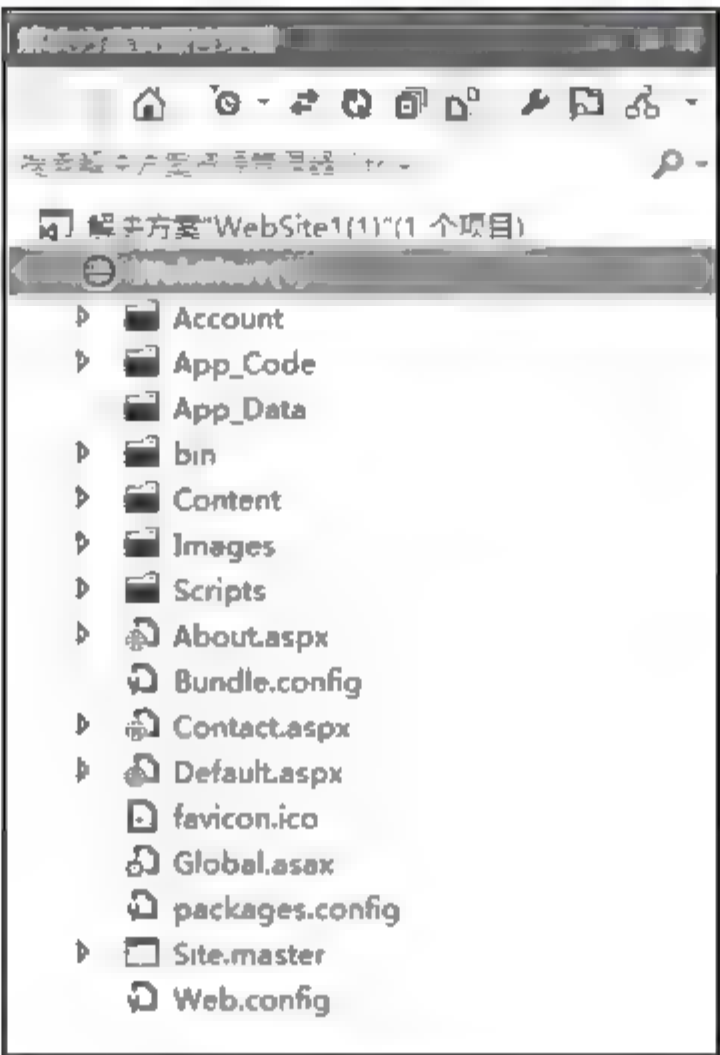 解决方案"WebSite1(1)"(1 个项目)
Account
App_Code
App_Data
bin
Content
Images
Scripts
About.aspx
Bundle.config
Contact.aspx
Default.aspx
favicon.ico
Global.asax
packages.config
Site.master
Web.config